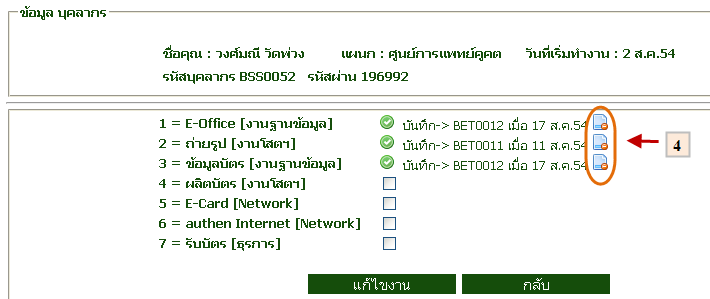 ข้อมูล บุคลากร
ชื่อคุณ : วงศ์มณี วัดพ่วง แผนก : ศูนย์การแพทย์คูคต วันที่เริ่มทำงาน : 2 ส.ค.54
รหัสบุคลากร BSS0052 รหัสผ่าน 196992
1 = E-Office [งานฐานข้อมูล] บันทึก-> BET0012 เมื่อ 17 ส.ค.54
2 = ถ่ายรูป [งานโสตฯ] บันทึก-> BET0011 เมื่อ 11 ส.ค.54
3 = ข้อมูลบัตร [งานฐานข้อมูล] บันทึก-> BET0012 เมื่อ 17 ส.ค.54
4 = ผลิตบัตร [งานโสตฯ]
5 = E-Card [Network]
6 = authen Internet [Network]
7 = รับบัตร [ธุรการ]
4
แก้ไขงาน กลับ